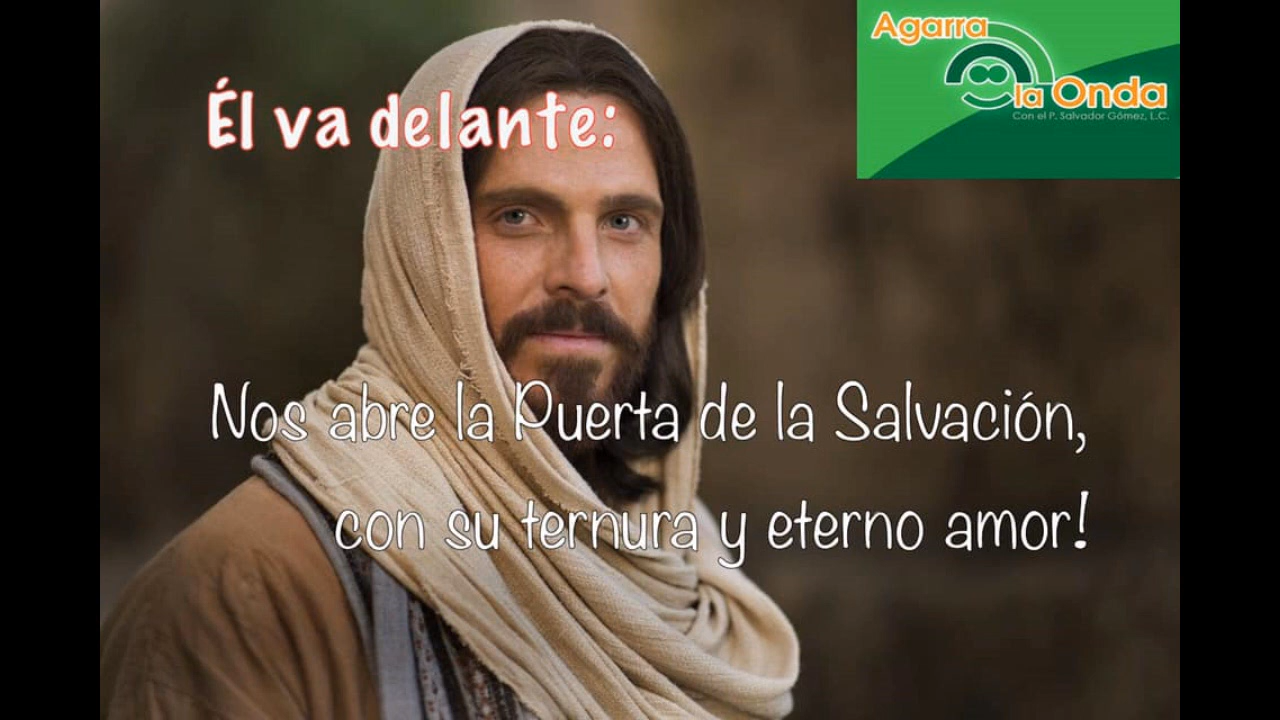 Agarra
la Onda
Con el P. Salvador Gómez, L.C.
Él va delante:
Nos abre la Puerta de la Salvación,
con su ternura y eterno amor!